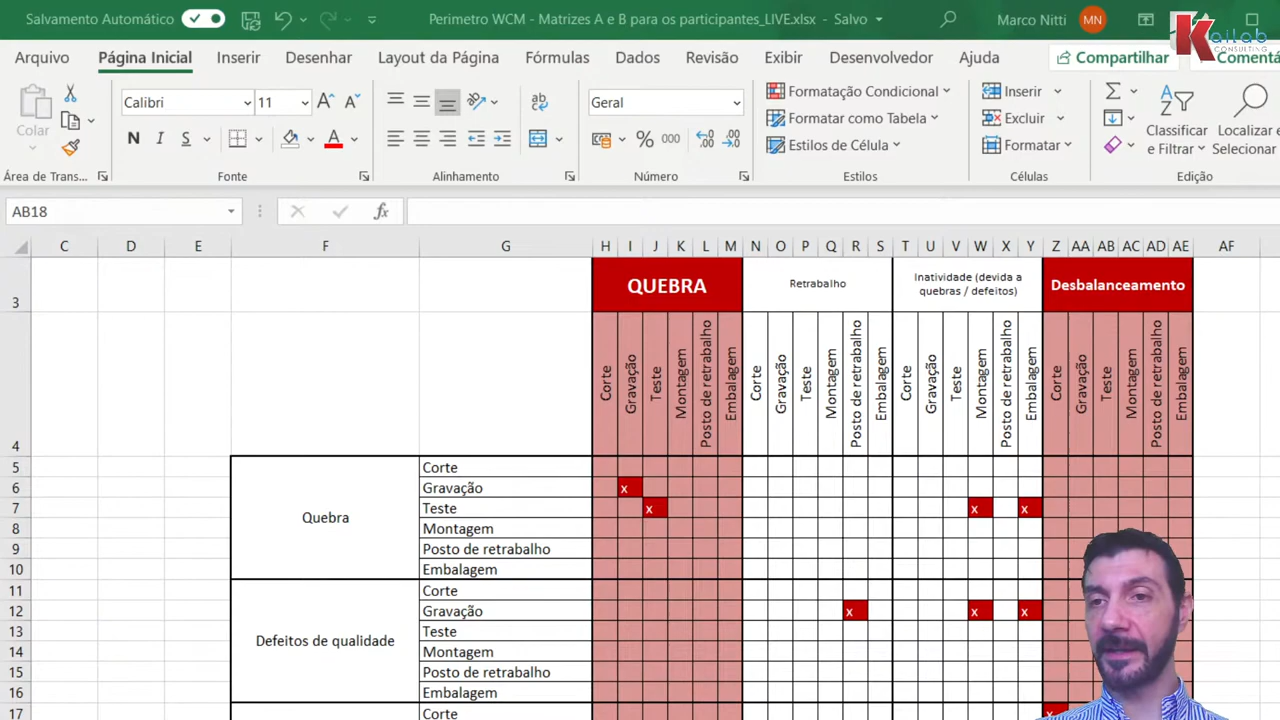 Salvamento Automático
Perimetro WCM - Matrizes A e B para os participantes_LIVE.xlsx - Salvo
Marco Nitti
MN
Kailab
CONSULTING
Arquivo Página Inicial Inserir Desenhar Layout da Página Fórmulas Dados Revisão Exibir Desenvolvedor Ajuda Compartilhar Comentá
Colar
Calibri
11
N I S
Geral
% 000
Formatação Condicional
Formatar como Tabela
Estilos de Célula
Inserir
Excluir
Formatar
Classificar
e Filtrar
Localizar e
Selecionar
Área de Trans... Fonte Alinhamento Número Estilos Células Edição
AB18
fx
C D E F G H I J K L M N O P Q R S T U V W X Y Z AA AB AC AD AE AF
3
QUEBRA
Retrabalho
Inatividade (devida a
quebras / defeitos)
Desbalanceamento
4
Corte Gravação Teste Montagem Posto de retrabalho Embalagem Corte Gravação Teste Montagem Posto de retrabalho Embalagem Corte Gravação Teste Montagem Posto de retrabalho Embalagem Corte Gravação Teste Montagem Posto de retrabalho Embalagem
5 Corte
6 Gravação x
7 Teste x x x
Quebra
8 Montagem
9 Posto de retrabalho
10 Embalagem
11 Corte
12 Gravação x x x
13 Teste
Defeitos de qualidade
14 Montagem
15 Posto de retrabalho
16 Embalagem
17 Corte x